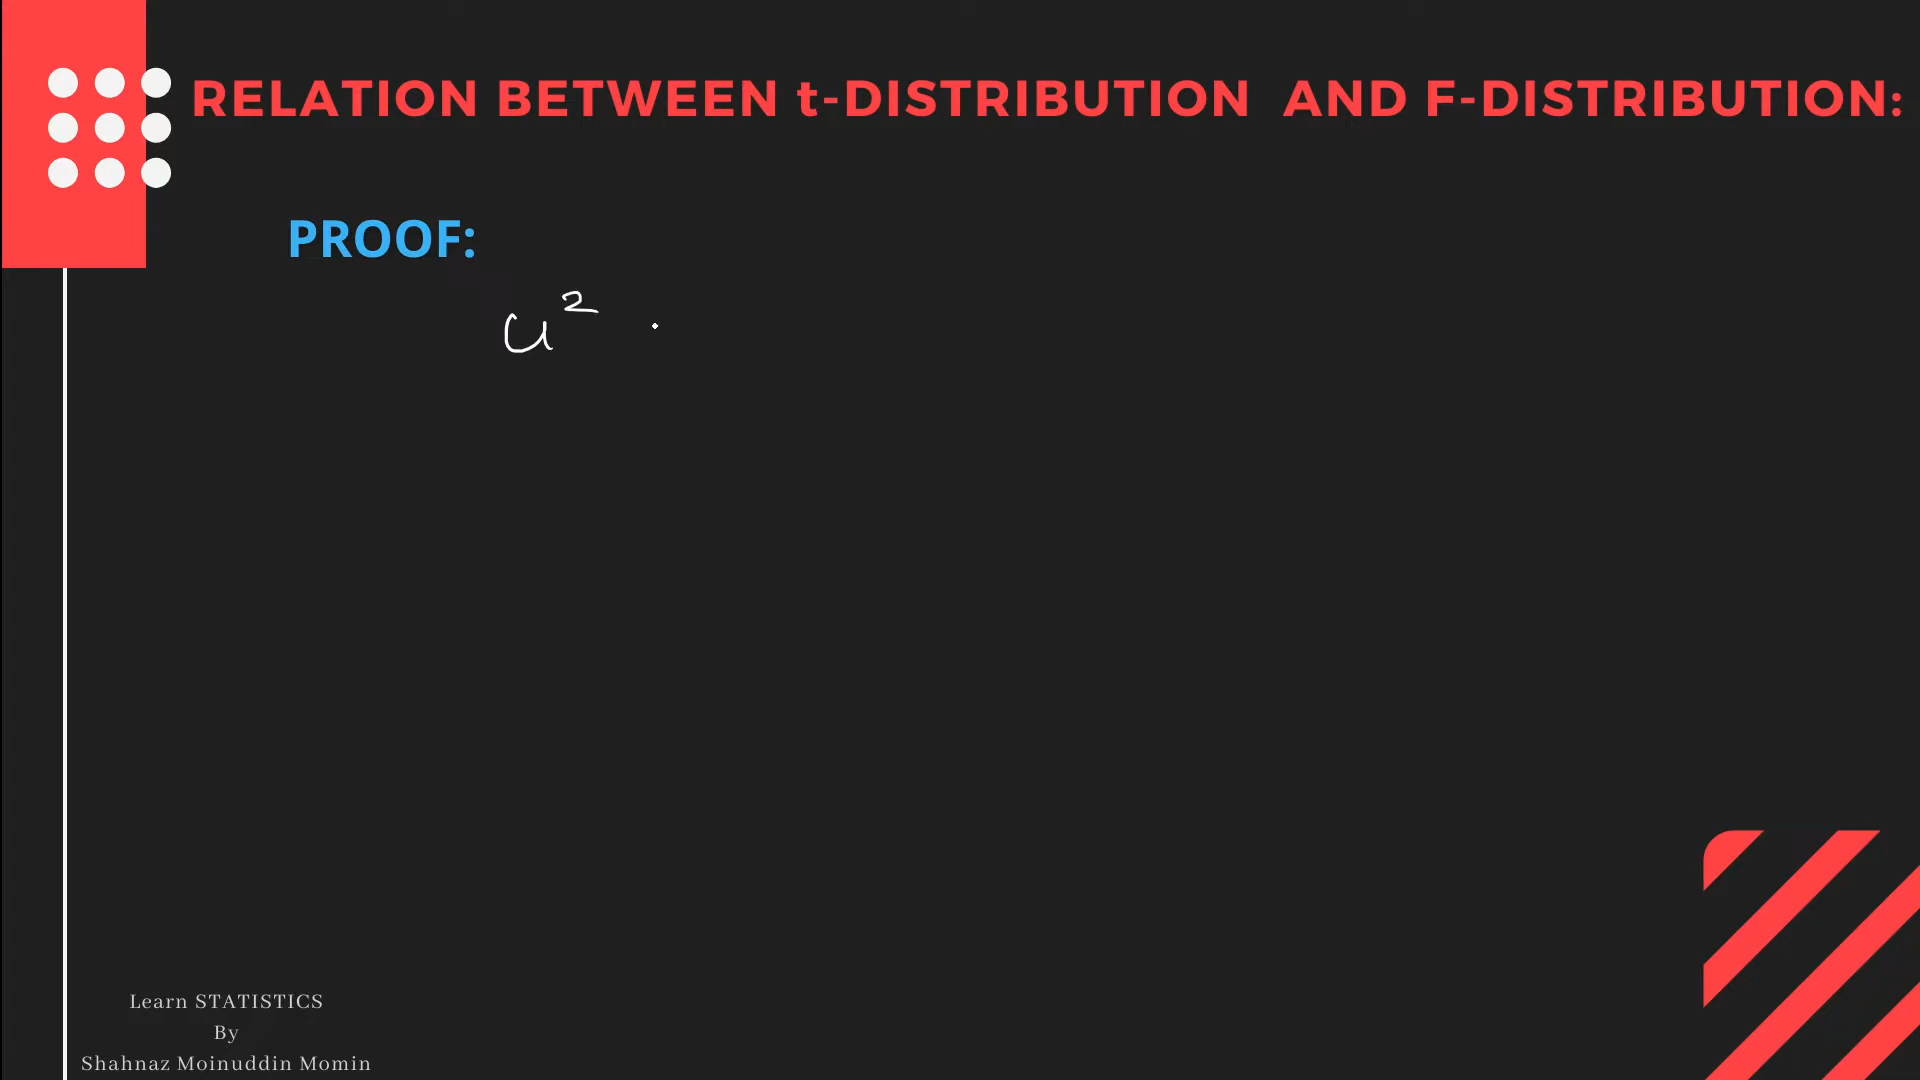 RELATION BETWEEN t-DISTRIBUTION AND F-DISTRIBUTION:
PROOF:
u²
Learn STATISTICS
By
Shahnaz Moinuddin Momin